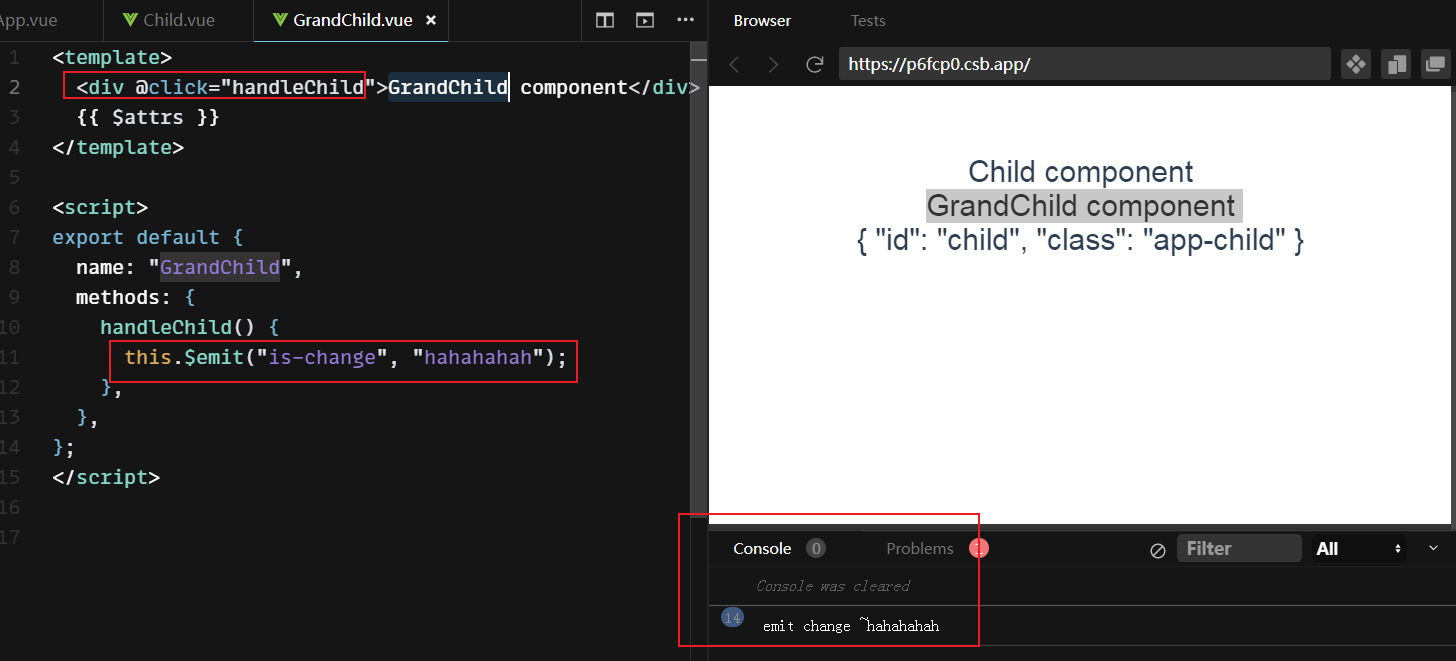 App.vue
Child.vue
GrandChild.vue ×
1 <template>
2 <div @click="handleChild">GrandChild component</div>
3 {{ $attrs }}
4 </template>
5
6 <script>
7 export default {
8 name: "GrandChild",
9 methods: {
10 handleChild() {
11 this.$emit("is-change", "hahahahah");
12 },
13 },
14 };
15 </script>
16
17
Browser
Tests
https://p6fcp0.csb.app/
Child component
GrandChild component
{ "id": "child", "class": "app-child" }
Console 0
Problems 1
Filter
All
Console was cleared
14 emit change ~hahahahah